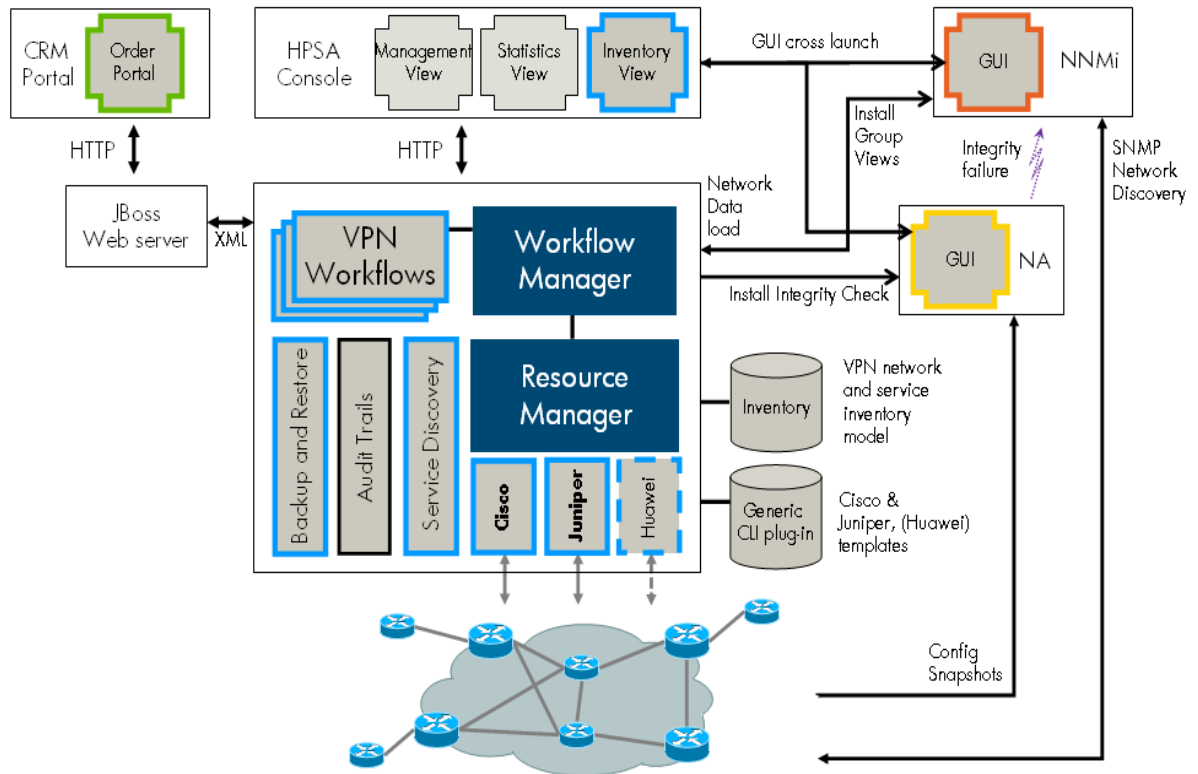 CRM
Portal
Order
Portal
HPSA
Console
Management
View
Statistics
View
Inventory
View
GUI cross launch
GUI
NNMi
HTTP
HTTP
Install
Group
Views
Integrity
failure
SNMP
Network
Discovery
JBoss
Web server
XML
VPN
Workflows
Workflow
Manager
Network
Data
load
Install Integrity Check
GUI
NA
Backup and Restore
Audit Trails
Service Discovery
Resource
Manager
Inventory
VPN network
and service
inventory
model
Cisco
Juniper
Huawei
Generic
CLI plug-in
Cisco &
Juniper, (Huawei)
templates
Config
Snapshots